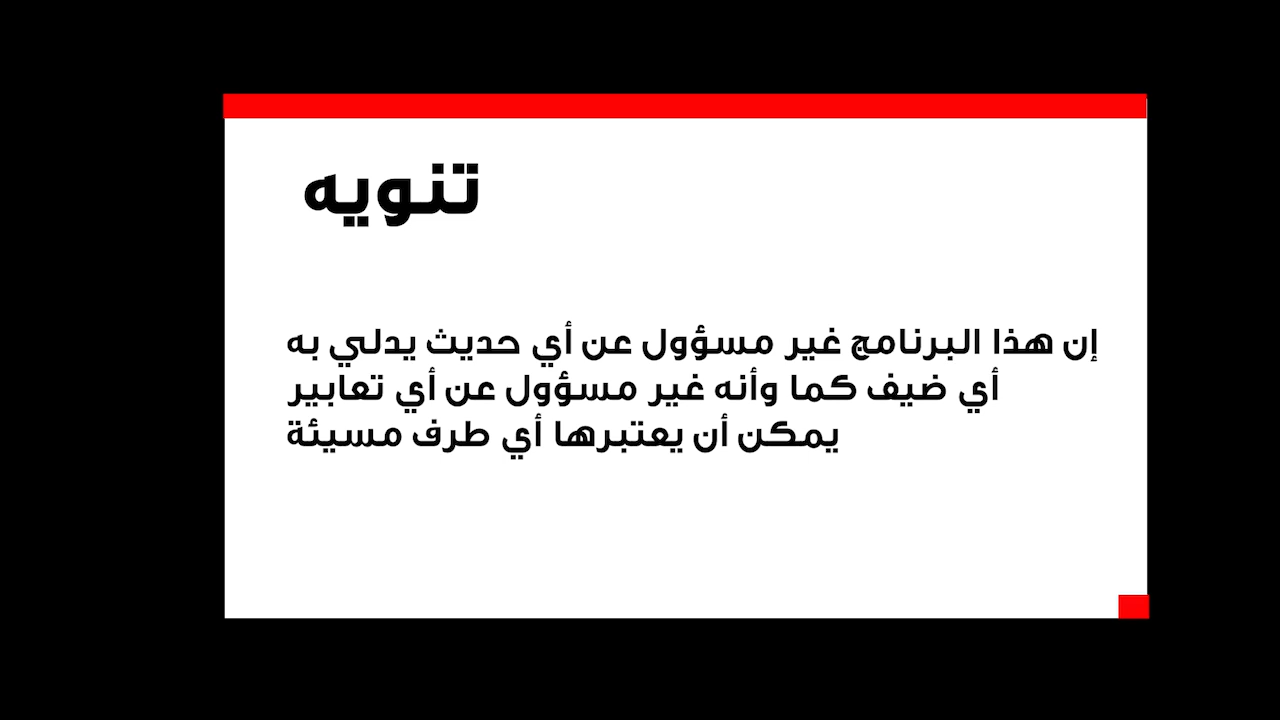 تنويه
إن هذا البرنامج غير مسؤول عن أي حديث يدلي به
أي ضيف كما وأنه غير مسؤول عن أي تعابير
يمكن أن يعتبرها أي طرف مسيئة